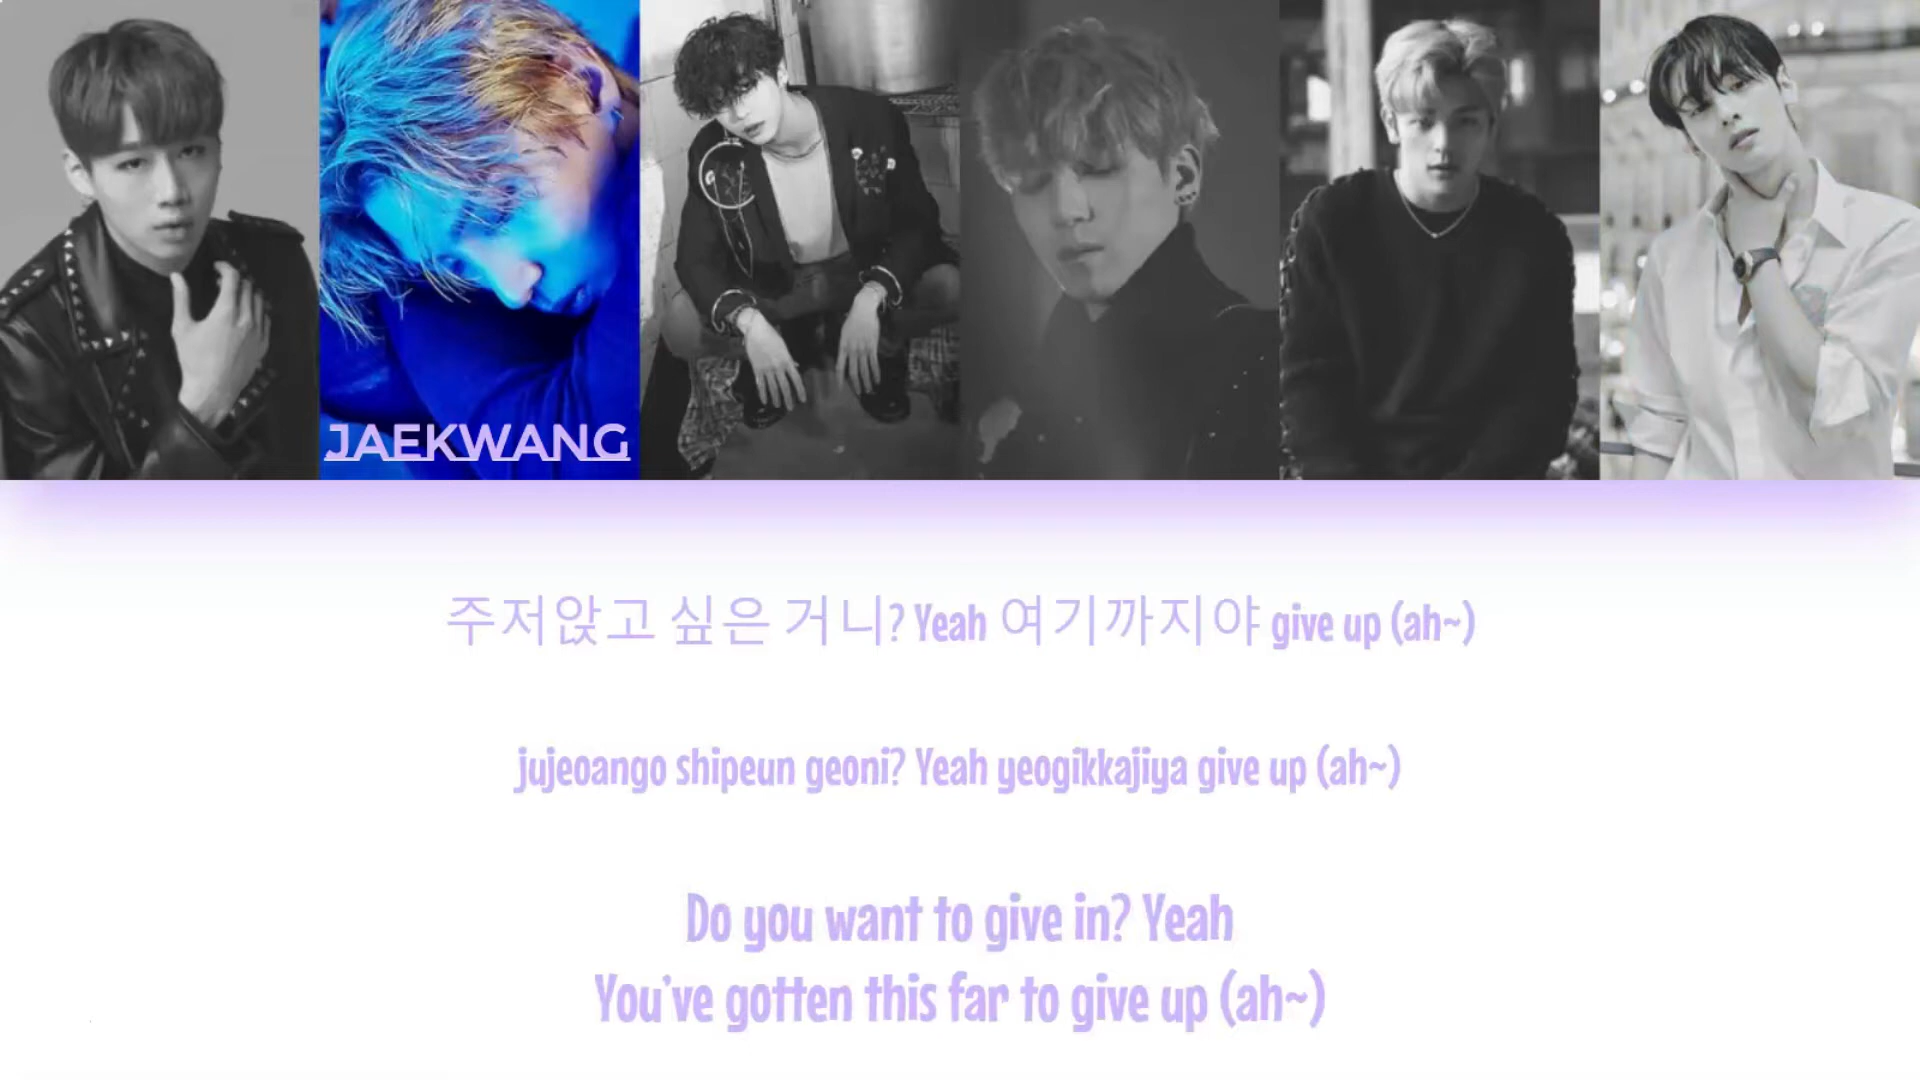 JAEKWANG
주저앉고 싶은 거니? Yeah 여기까지야 give up (ah~)
jujeoango shipeun geoni? Yeah yeogikkajiya give up (ah~)
Do you want to give in? Yeah
You've gotten this far to give up (ah~)